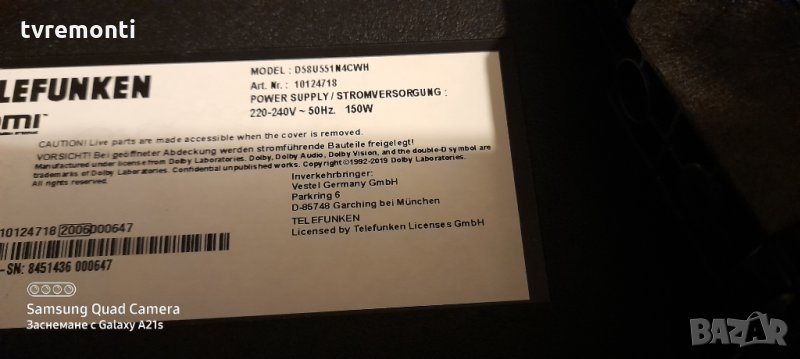 tvremonti
MODEL : D58U551N4CWH
Art. Nr. : 10124718
POWER SUPPLY / STROMVERSORGUNG :
220-240V ~ 50Hz. 150W
LEFUNKEN
CAUTION! Live parts are made accessible when the cover is removed.
VORSICHT! Bei geöffneter Abdeckung werden stromführende Bauteile freigelegt!
Manufactured under license from Dolby Laboratories. Dolby, Dolby Audio, Dolby Vision, and the double-D symbol are trademarks
of Dolby Laboratories. Confidential unpublished works. Copyright ©1992-2019 Dolby Laboratories.
All rights reserved.
Inverkehrbringer:
Vestel Germany GmbH
Parkring 6
D-85748 Garching bei München
TELEFUNKEN
Licensed by Telefunken Licenses GmbH
10124718 2006000647
-SN: 8451436 000647
Samsung Quad Camera
Заснемане с Galaxy A21s
БАЗАР